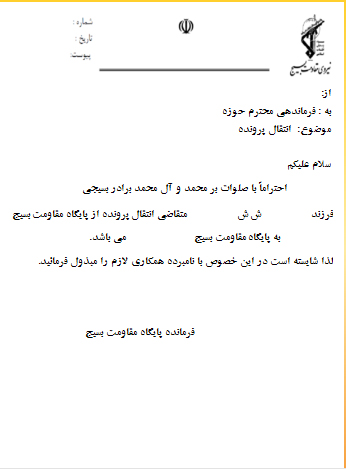 شماره :
تاریخ :
پیوست:
نیروی مقاومت بسیج
از:
به : فرماندهی محترم حوزه
موضوع: انتقال پرونده
سلام علیکم
احتراماً با صلوات بر محمد و آل محمد برادر بسیجی
فرزند ش ش متقاضی انتقال پرونده از پایگاه مقاومت بسیج
به پایگاه مقاومت بسیج می باشد.
لذا شایسته است در این خصوص با نامبرده همکاری لازم را مبذول فرمائید.
فرمانده پایگاه مقاومت بسیج